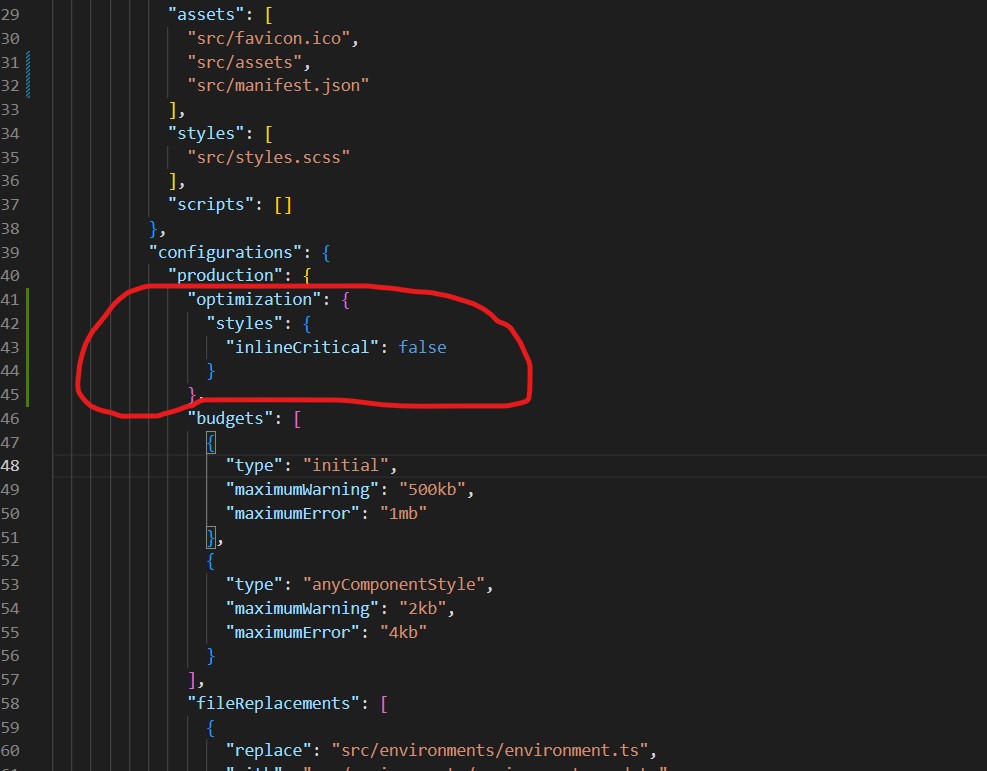 29 "assets": [
30 "src/favicon.ico",
31 "src/assets",
32 "src/manifest.json"
33 ],
34 "styles": [
35 "src/styles.scss"
36 ],
37 "scripts": []
38 },
39 "configurations": {
40 "production": {
41 "optimization": {
42 "styles": {
43 "inlineCritical": false
44 }
45 },
46 "budgets": [
47 {
48 "type": "initial",
49 "maximumWarning": "500kb",
50 "maximumError": "1mb"
51 },
52 {
53 "type": "anyComponentStyle",
54 "maximumWarning": "2kb",
55 "maximumError": "4kb"
56 }
57 ],
58 "fileReplacements": [
59 {
60 "replace": "src/environments/environment.ts",